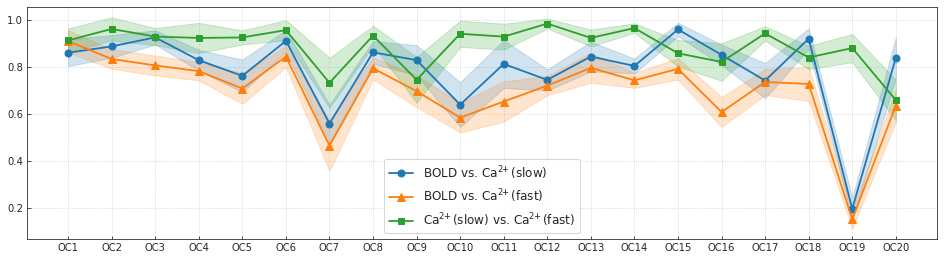 1.0
0.8
0.6
0.4
0.2
BOLD vs. Ca²⁺(slow)
BOLD vs. Ca²⁺(fast)
Ca²⁺(slow) vs. Ca²⁺(fast)
OC1 OC2 OC3 OC4 OC5 OC6 OC7 OC8 OC9 OC10 OC11 OC12 OC13 OC14 OC15 OC16 OC17 OC18 OC19 OC20